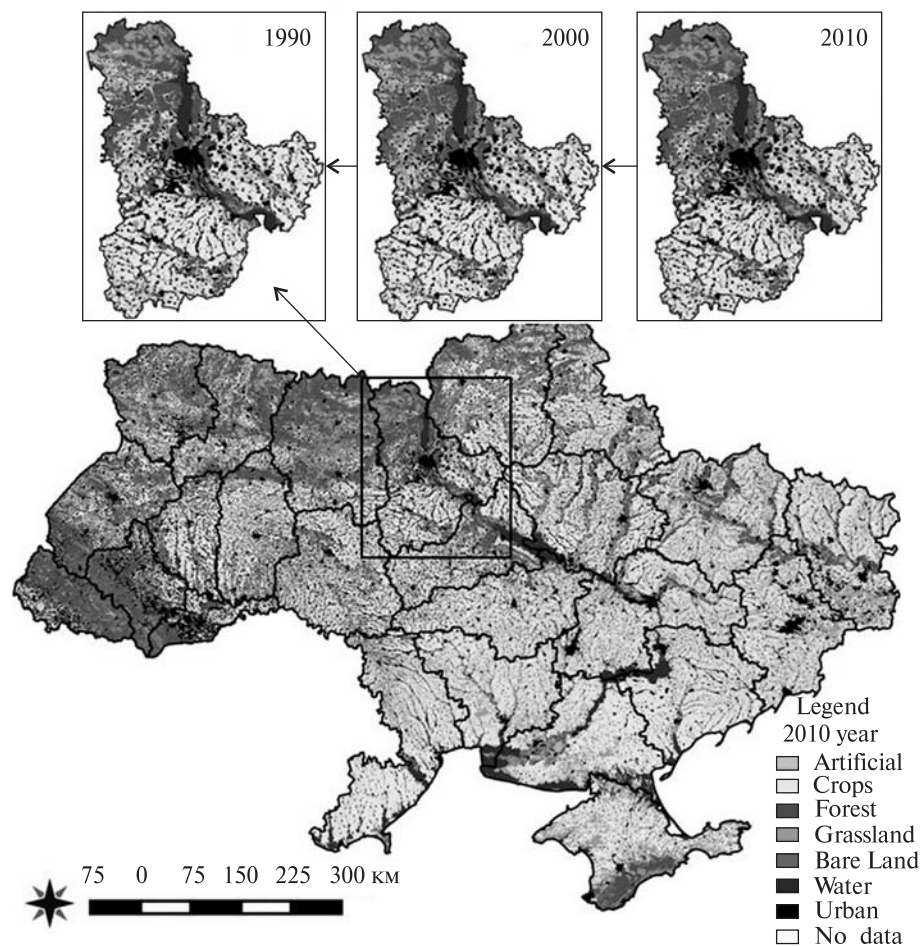 1990
2000
2010
Legend
2010 year
Artificial
Crops
Forest
Grassland
Bare Land
Water
Urban
No data
75 0 75 150 225 300 км